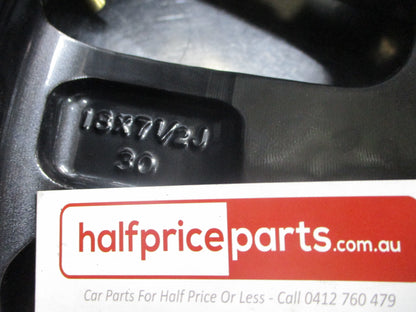 18X7½J
30
halfpriceparts.com.au
Car Parts For Half Price Or Less - Call 0412 760 479